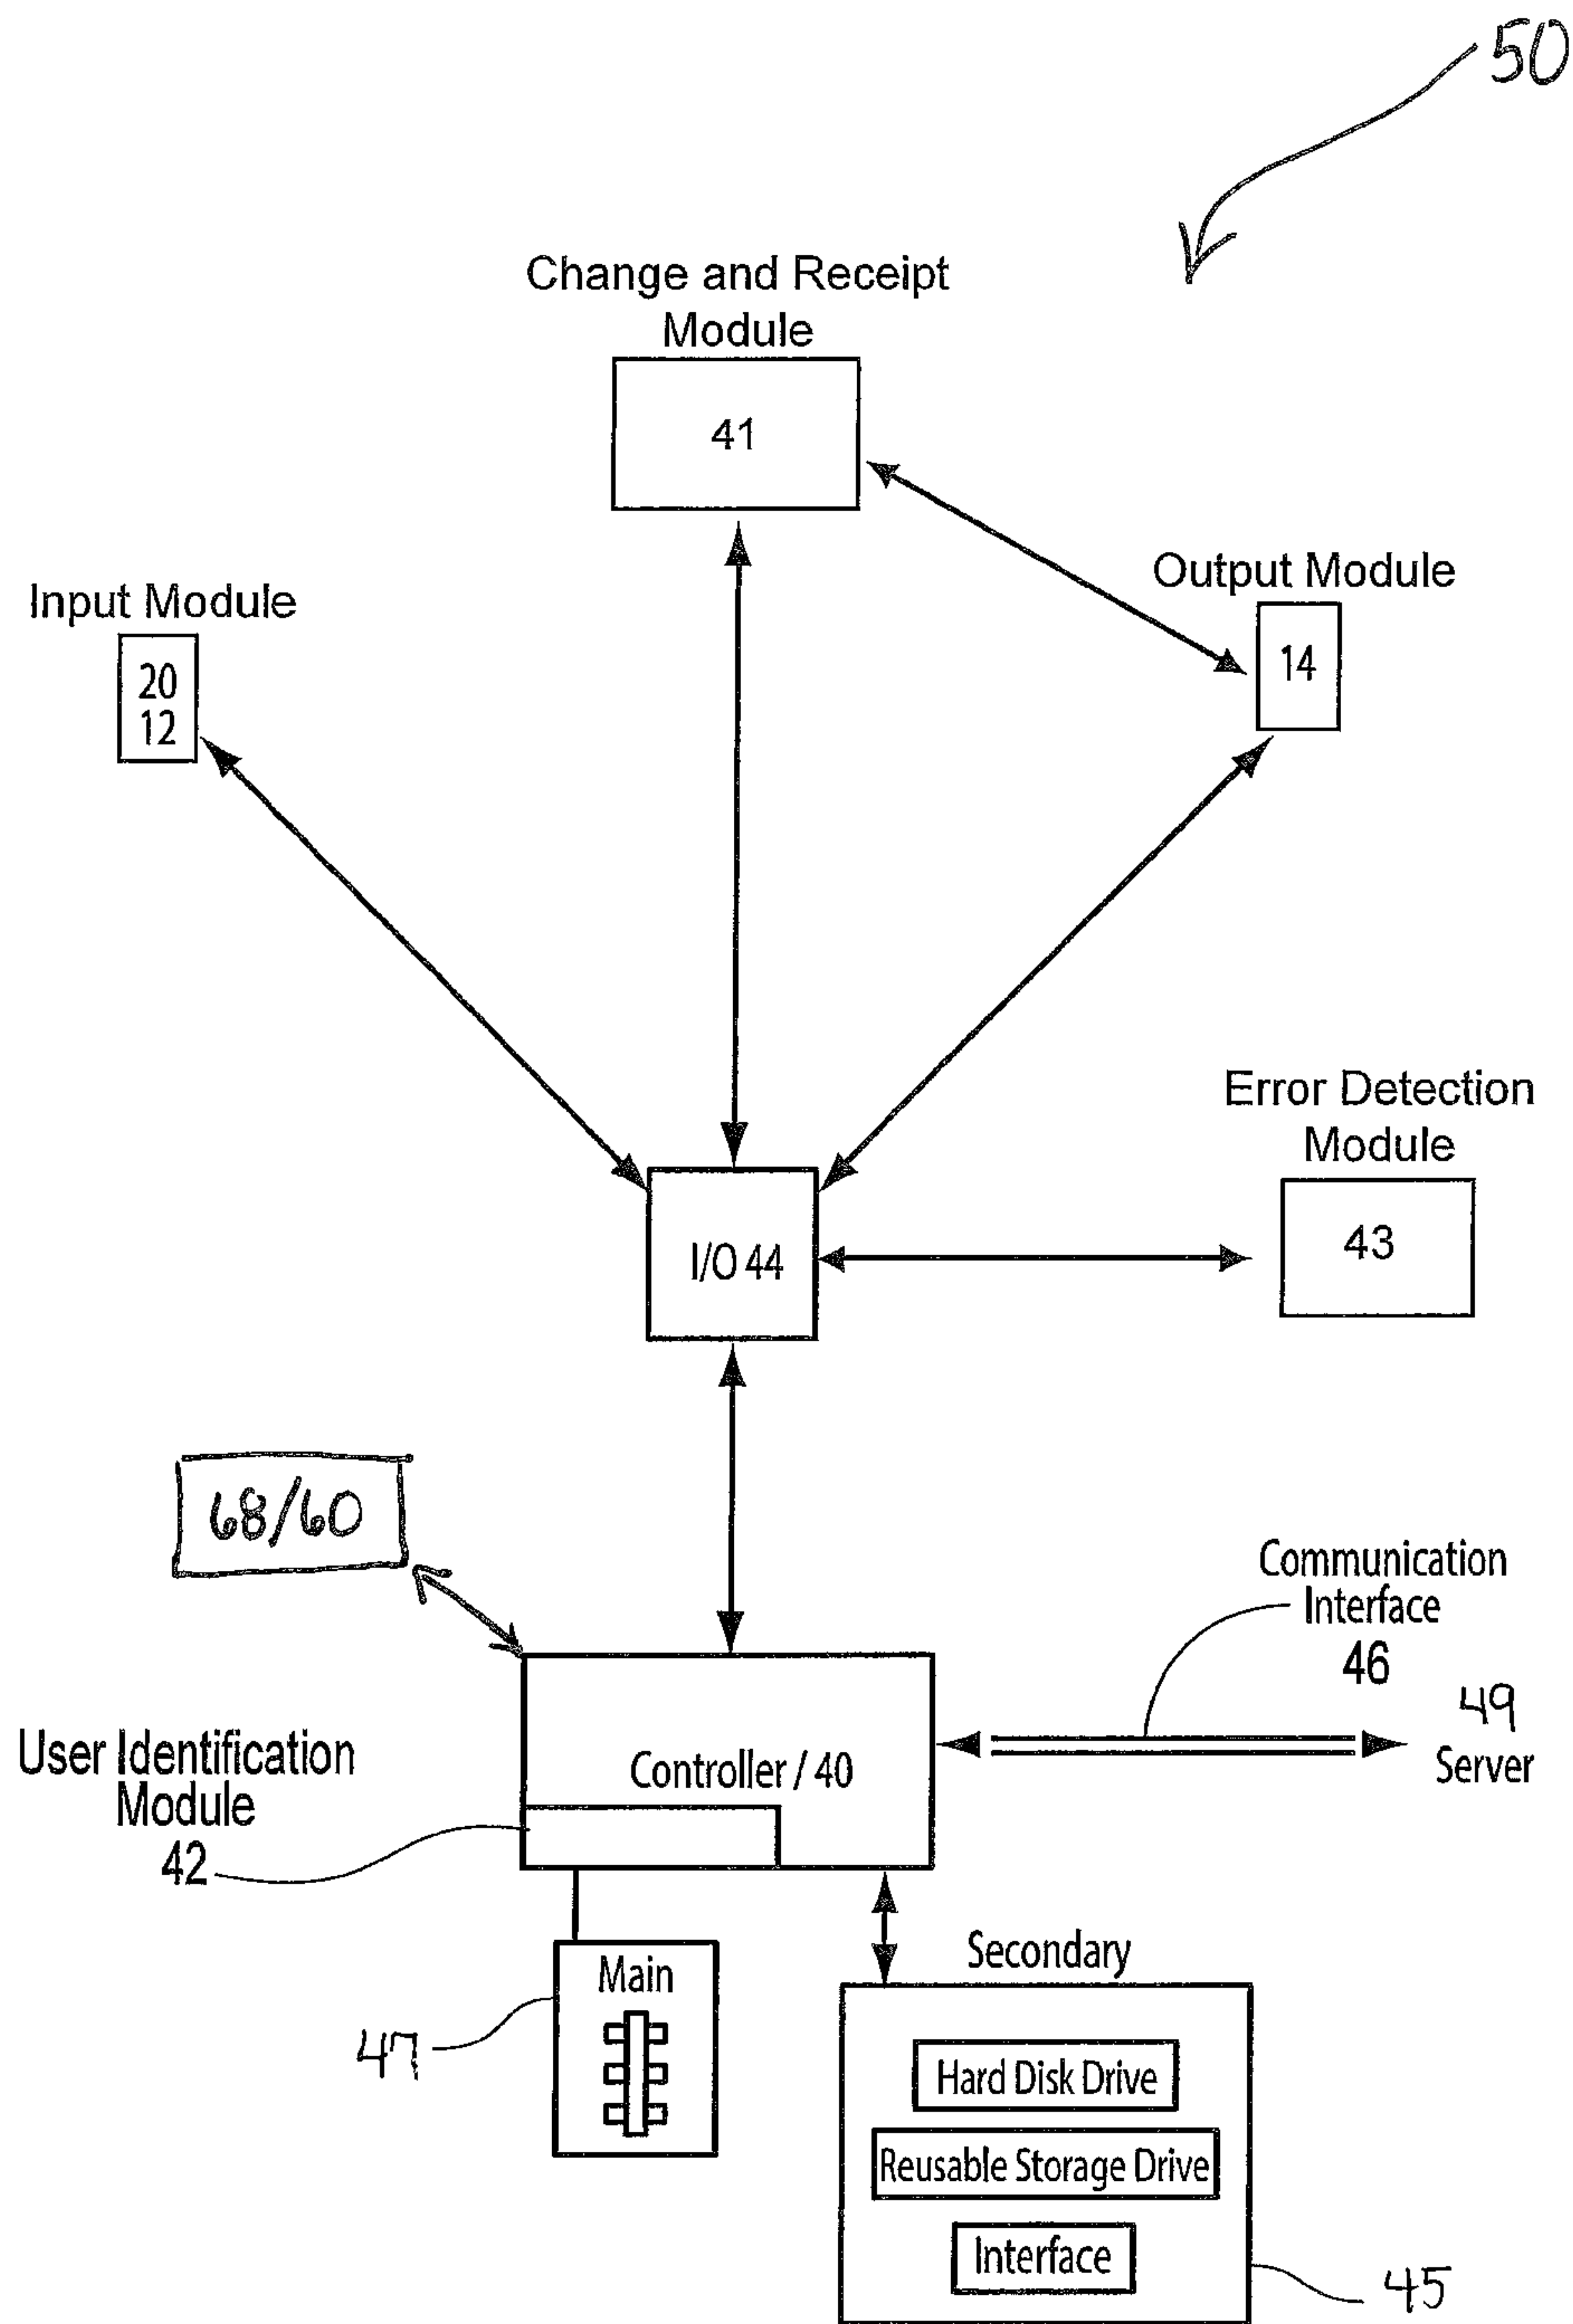 50
Change and Receipt
Module
41
Output Module
14
Input Module
20
12
Error Detection
Module
43
I/O 44
68/60
Communication
Interface
46
49
Server
User Identification
Module
42
Controller / 40
Main
47
Secondary
Hard Disk Drive
Reusable Storage Drive
Interface
45